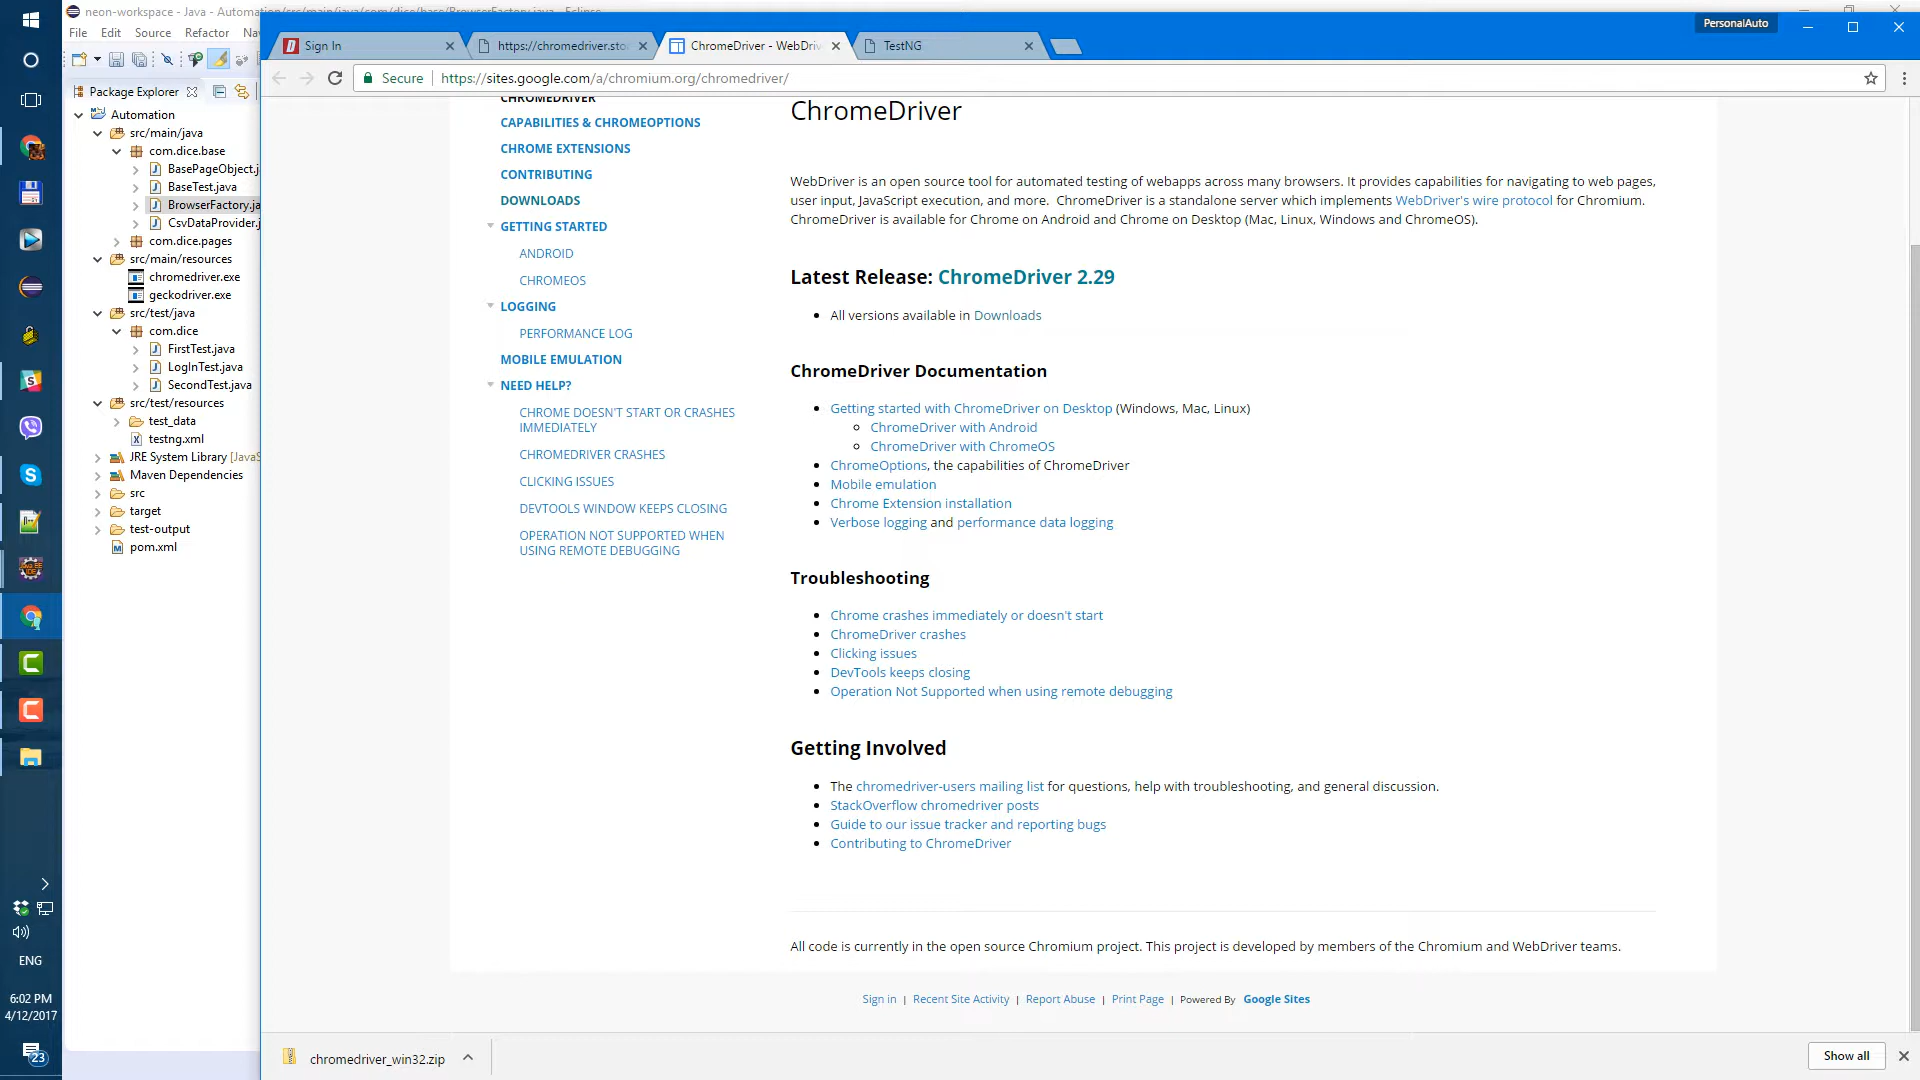 neon-workspace - Java - Automation/src/main/java/com/dice/base/BrowserFactory.java - Eclipse
PersonalAuto
File Edit Source Refactor
Sign In
https://chromedriver.sto
ChromeDriver - WebDriv
TestNG
Secure https://sites.google.com/a/chromium.org/chromedriver/
Package Explorer
Automation
src/main/java
com.dice.base
BasePageObject.j
BaseTest.java
BrowserFactory.ja
CsvDataProvider.j
com.dice.pages
src/main/resources
chromedriver.exe
geckodriver.exe
src/test/java
com.dice
FirstTest.java
LogInTest.java
SecondTest.java
src/test/resources
test_data
testng.xml
JRE System Library [JavaS
Maven Dependencies
src
target
test-output
pom.xml
CHROMEDRIVER
CAPABILITIES & CHROMEOPTIONS
CHROME EXTENSIONS
CONTRIBUTING
DOWNLOADS
GETTING STARTED
ANDROID
CHROMEOS
LOGGING
PERFORMANCE LOG
MOBILE EMULATION
NEED HELP?
CHROME DOESN'T START OR CRASHES
IMMEDIATELY
CHROMEDRIVER CRASHES
CLICKING ISSUES
DEVTOOLS WINDOW KEEPS CLOSING
OPERATION NOT SUPPORTED WHEN
USING REMOTE DEBUGGING
ChromeDriver
WebDriver is an open source tool for automated testing of webapps across many browsers. It provides capabilities for navigating to web pages,
user input, JavaScript execution, and more.  ChromeDriver is a standalone server which implements WebDriver's wire protocol for Chromium.
ChromeDriver is available for Chrome on Android and Chrome on Desktop (Mac, Linux, Windows and ChromeOS).
Latest Release: ChromeDriver 2.29
All versions available in Downloads
ChromeDriver Documentation
Getting started with ChromeDriver on Desktop (Windows, Mac, Linux)
ChromeDriver with Android
ChromeDriver with ChromeOS
ChromeOptions, the capabilities of ChromeDriver
Mobile emulation
Chrome Extension installation
Verbose logging and performance data logging
Troubleshooting
Chrome crashes immediately or doesn't start
ChromeDriver crashes
Clicking issues
DevTools keeps closing
Operation Not Supported when using remote debugging
Getting Involved
The chromedriver-users mailing list for questions, help with troubleshooting, and general discussion.
StackOverflow chromedriver posts
Guide to our issue tracker and reporting bugs
Contributing to ChromeDriver
All code is currently in the open source Chromium project. This project is developed by members of the Chromium and WebDriver teams.
Sign in | Recent Site Activity | Report Abuse | Print Page | Powered By Google Sites
chromedriver_win32.zip
Show all
ENG
6:02 PM
4/12/2017
23